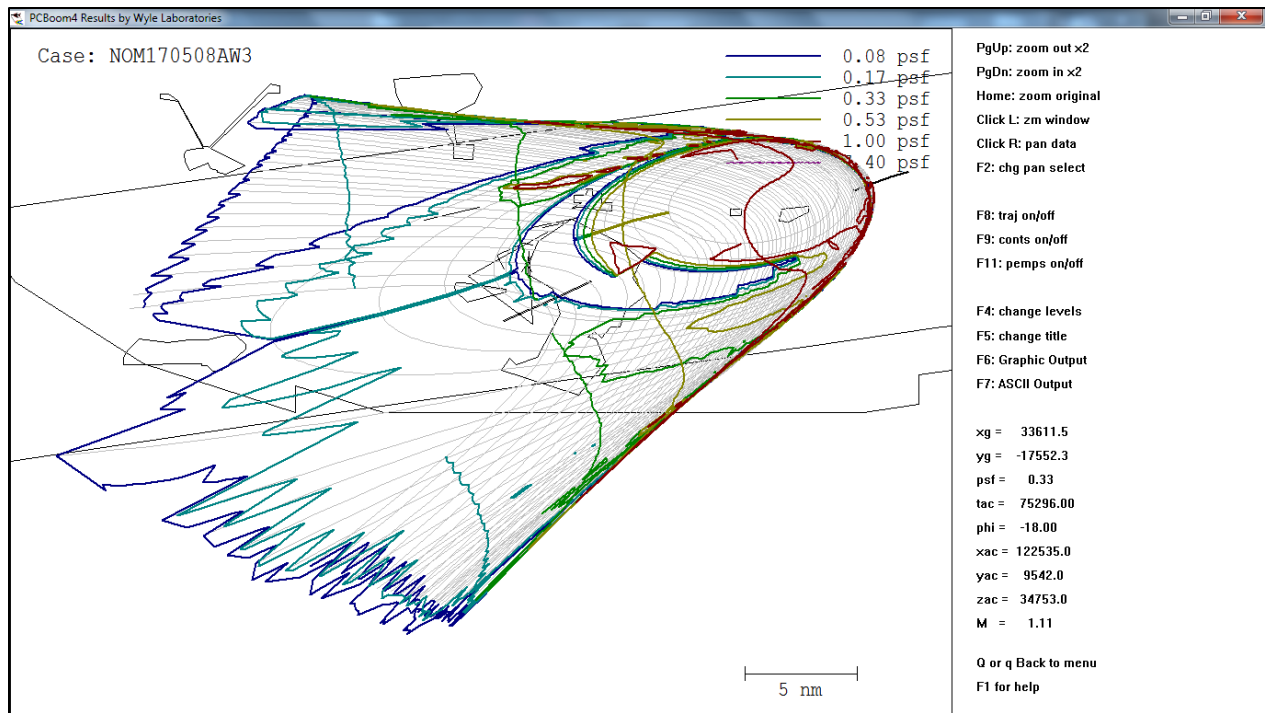 PCBoom4 Results by Wyle Laboratories
Case: NOM170508AW3
0.08 psf
0.17 psf
0.33 psf
0.53 psf
1.00 psf
40 psf
PgUp: zoom out x2
PgDn: zoom in x2
Home: zoom original
Click L: zm window
Click R: pan data
F2: chg pan select
F8: traj on/off
F9: conts on/off
F11: pemps on/off
F4: change levels
F5: change title
F6: Graphic Output
F7: ASCII Output
xg = 33611.5
yg = -17552.3
psf = 0.33
tac = 75296.00
phi = -18.00
xac = 122535.0
yac = 9542.0
zac = 34753.0
M = 1.11
Q or q Back to menu
F1 for help
5 nm